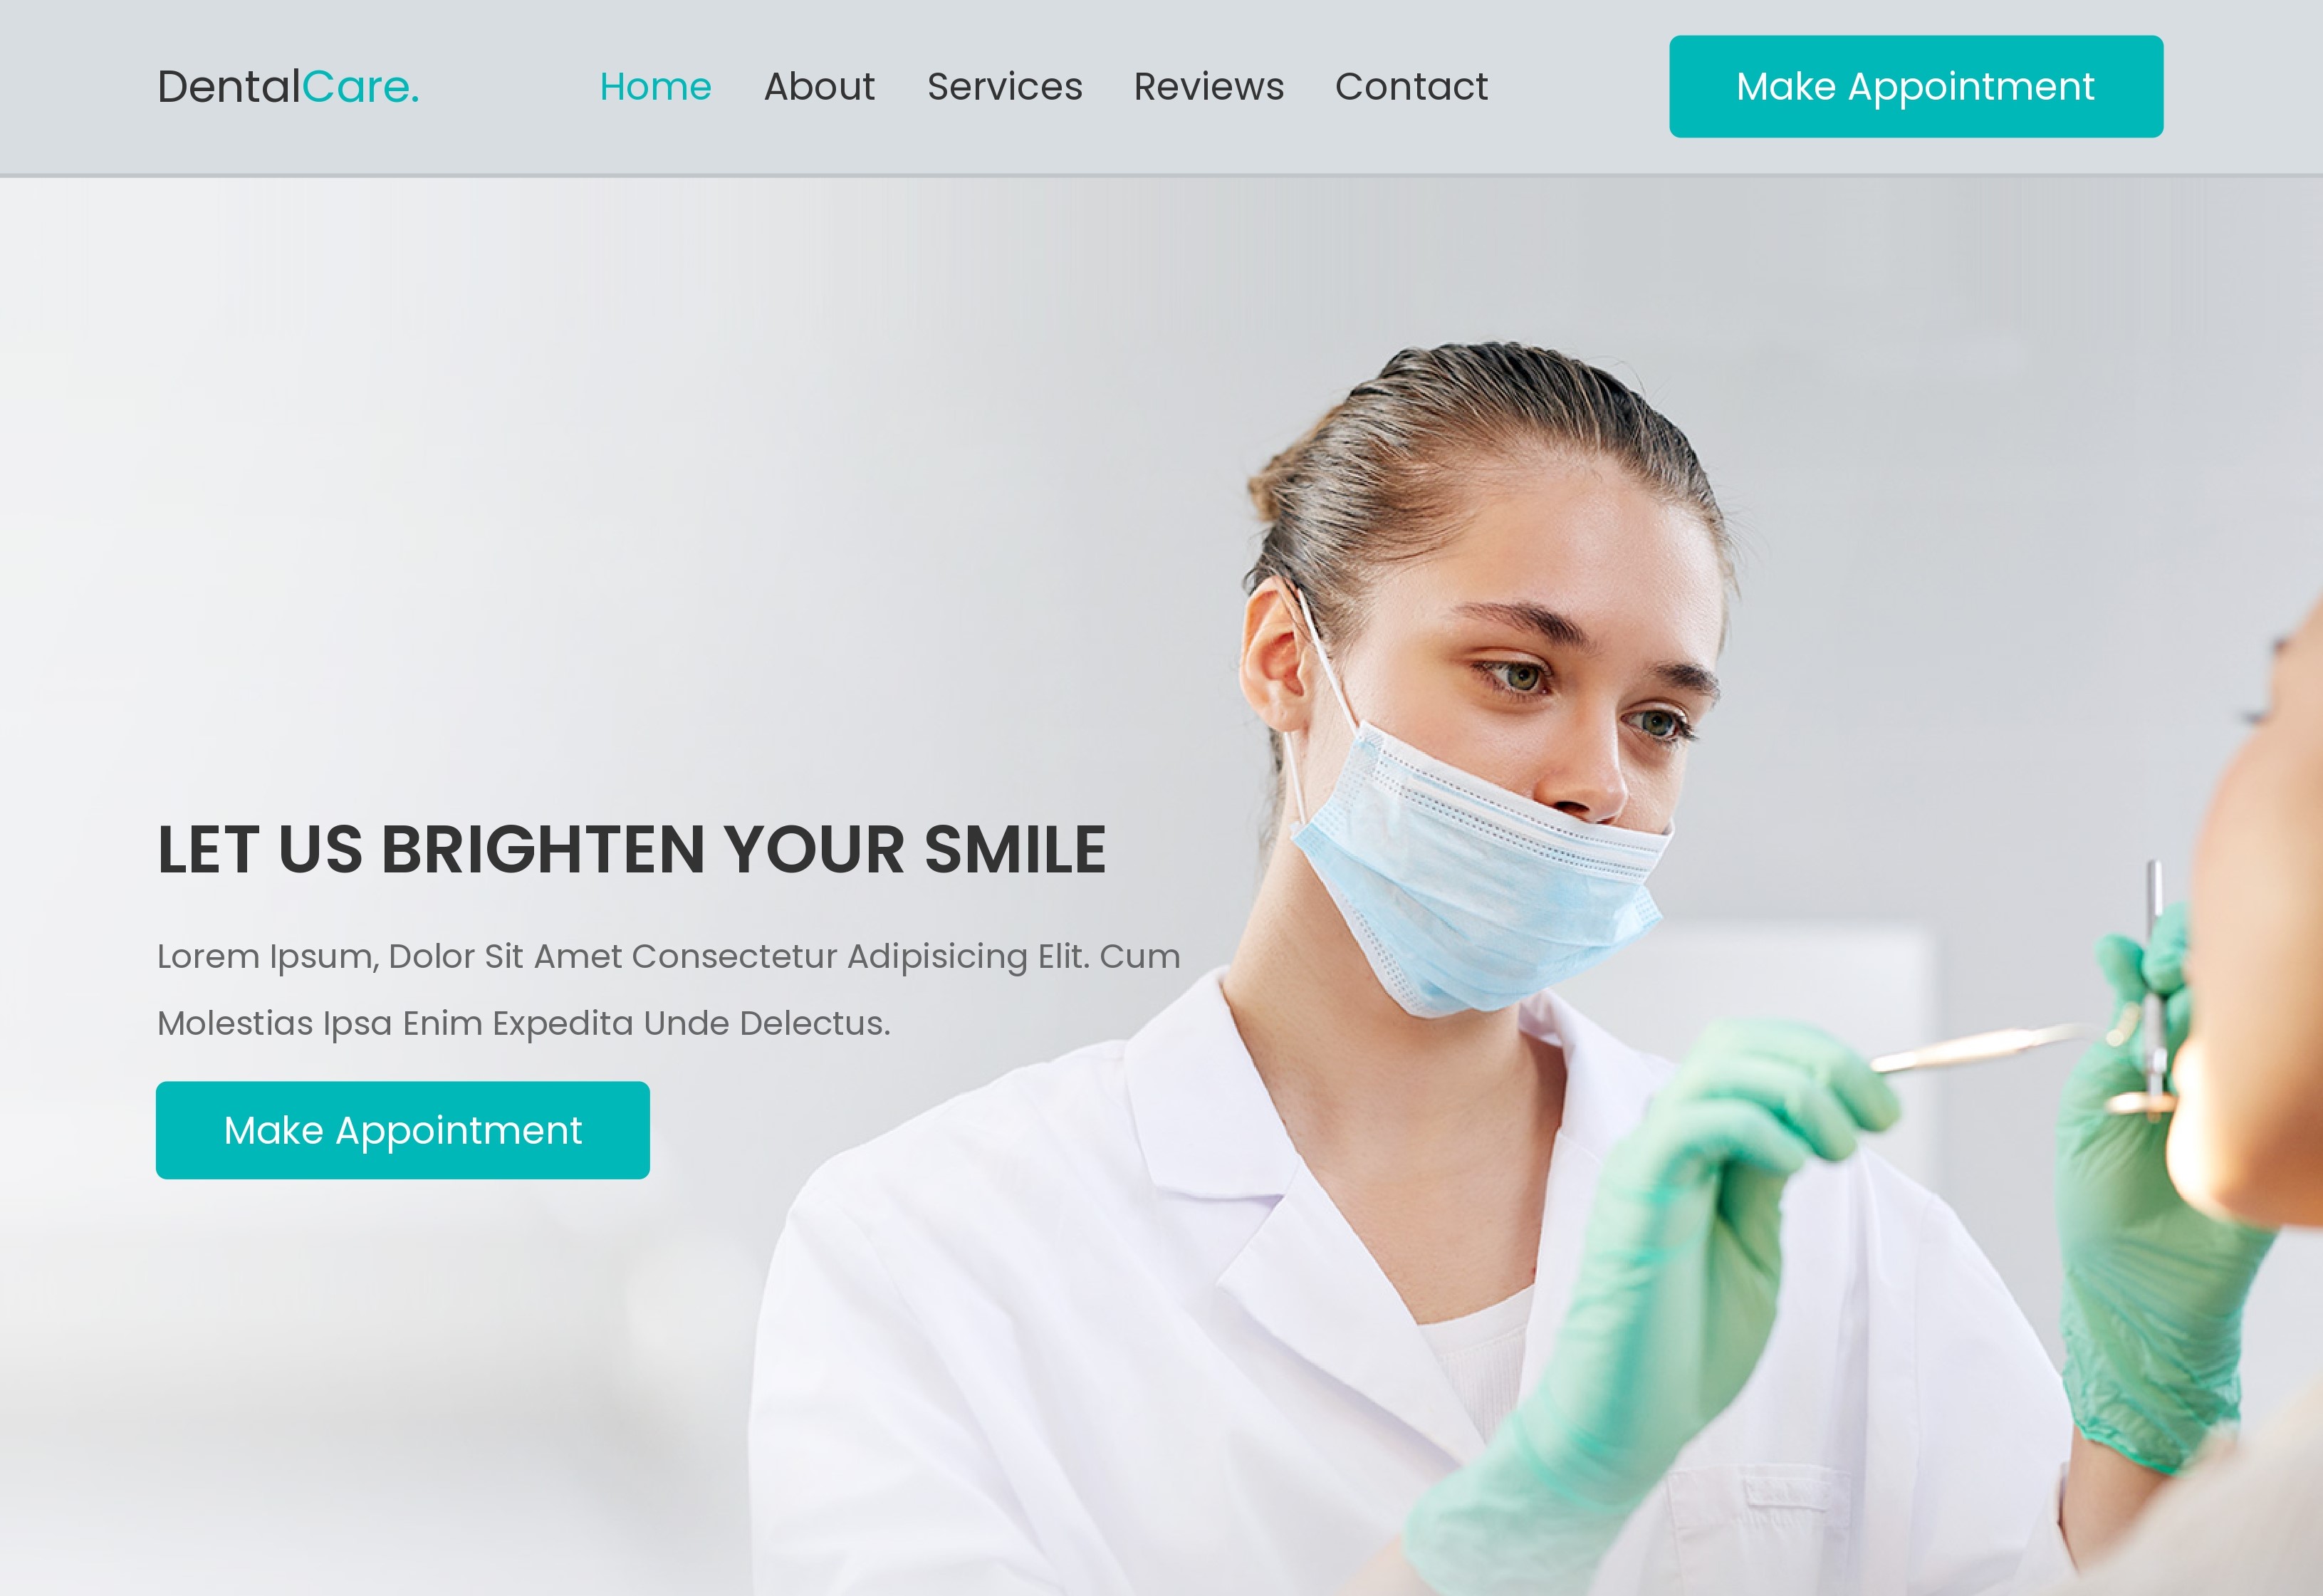 DentalCare.
Home About Services Reviews Contact
Make Appointment
LET US BRIGHTEN YOUR SMILE
Lorem Ipsum, Dolor Sit Amet Consectetur Adipisicing Elit. Cum
Molestias Ipsa Enim Expedita Unde Delectus.
Make Appointment